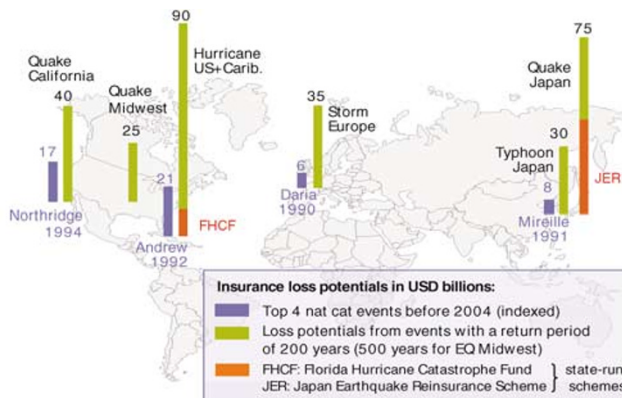 90
Hurricane
US+Carib.
Quake
California
40
Quake
Midwest
25
17
21
Northridge
1994
Andrew
1992
FHCF
35
Storm
Europe
6
Daria
1990
75
Quake
Japan
30
Typhoon
Japan
8
Mireille
1991
JER
Insurance loss potentials in USD billions:
Top 4 nat cat events before 2004 (indexed)
Loss potentials from events with a return period
of 200 years (500 years for EQ Midwest)
FHCF: Florida Hurricane Catastrophe Fund
JER: Japan Earthquake Reinsurance Scheme
state-run
schemes